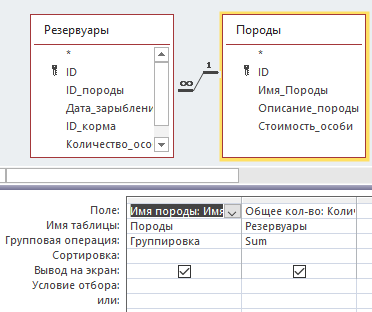 Резервуары
*
ID
ID_породы
Дата_зарыблени
ID_корма
Количество_осо
∞ 1
Породы
*
ID
Имя_Породы
Описание_породы
Стоимость_особи
Поле: Имя породы: Имя Общее кол-во: Колич
Имя таблицы: Породы Резервуары
Групповая операция: Группировка Sum
Сортировка:
Вывод на экран:
Условие отбора:
или: